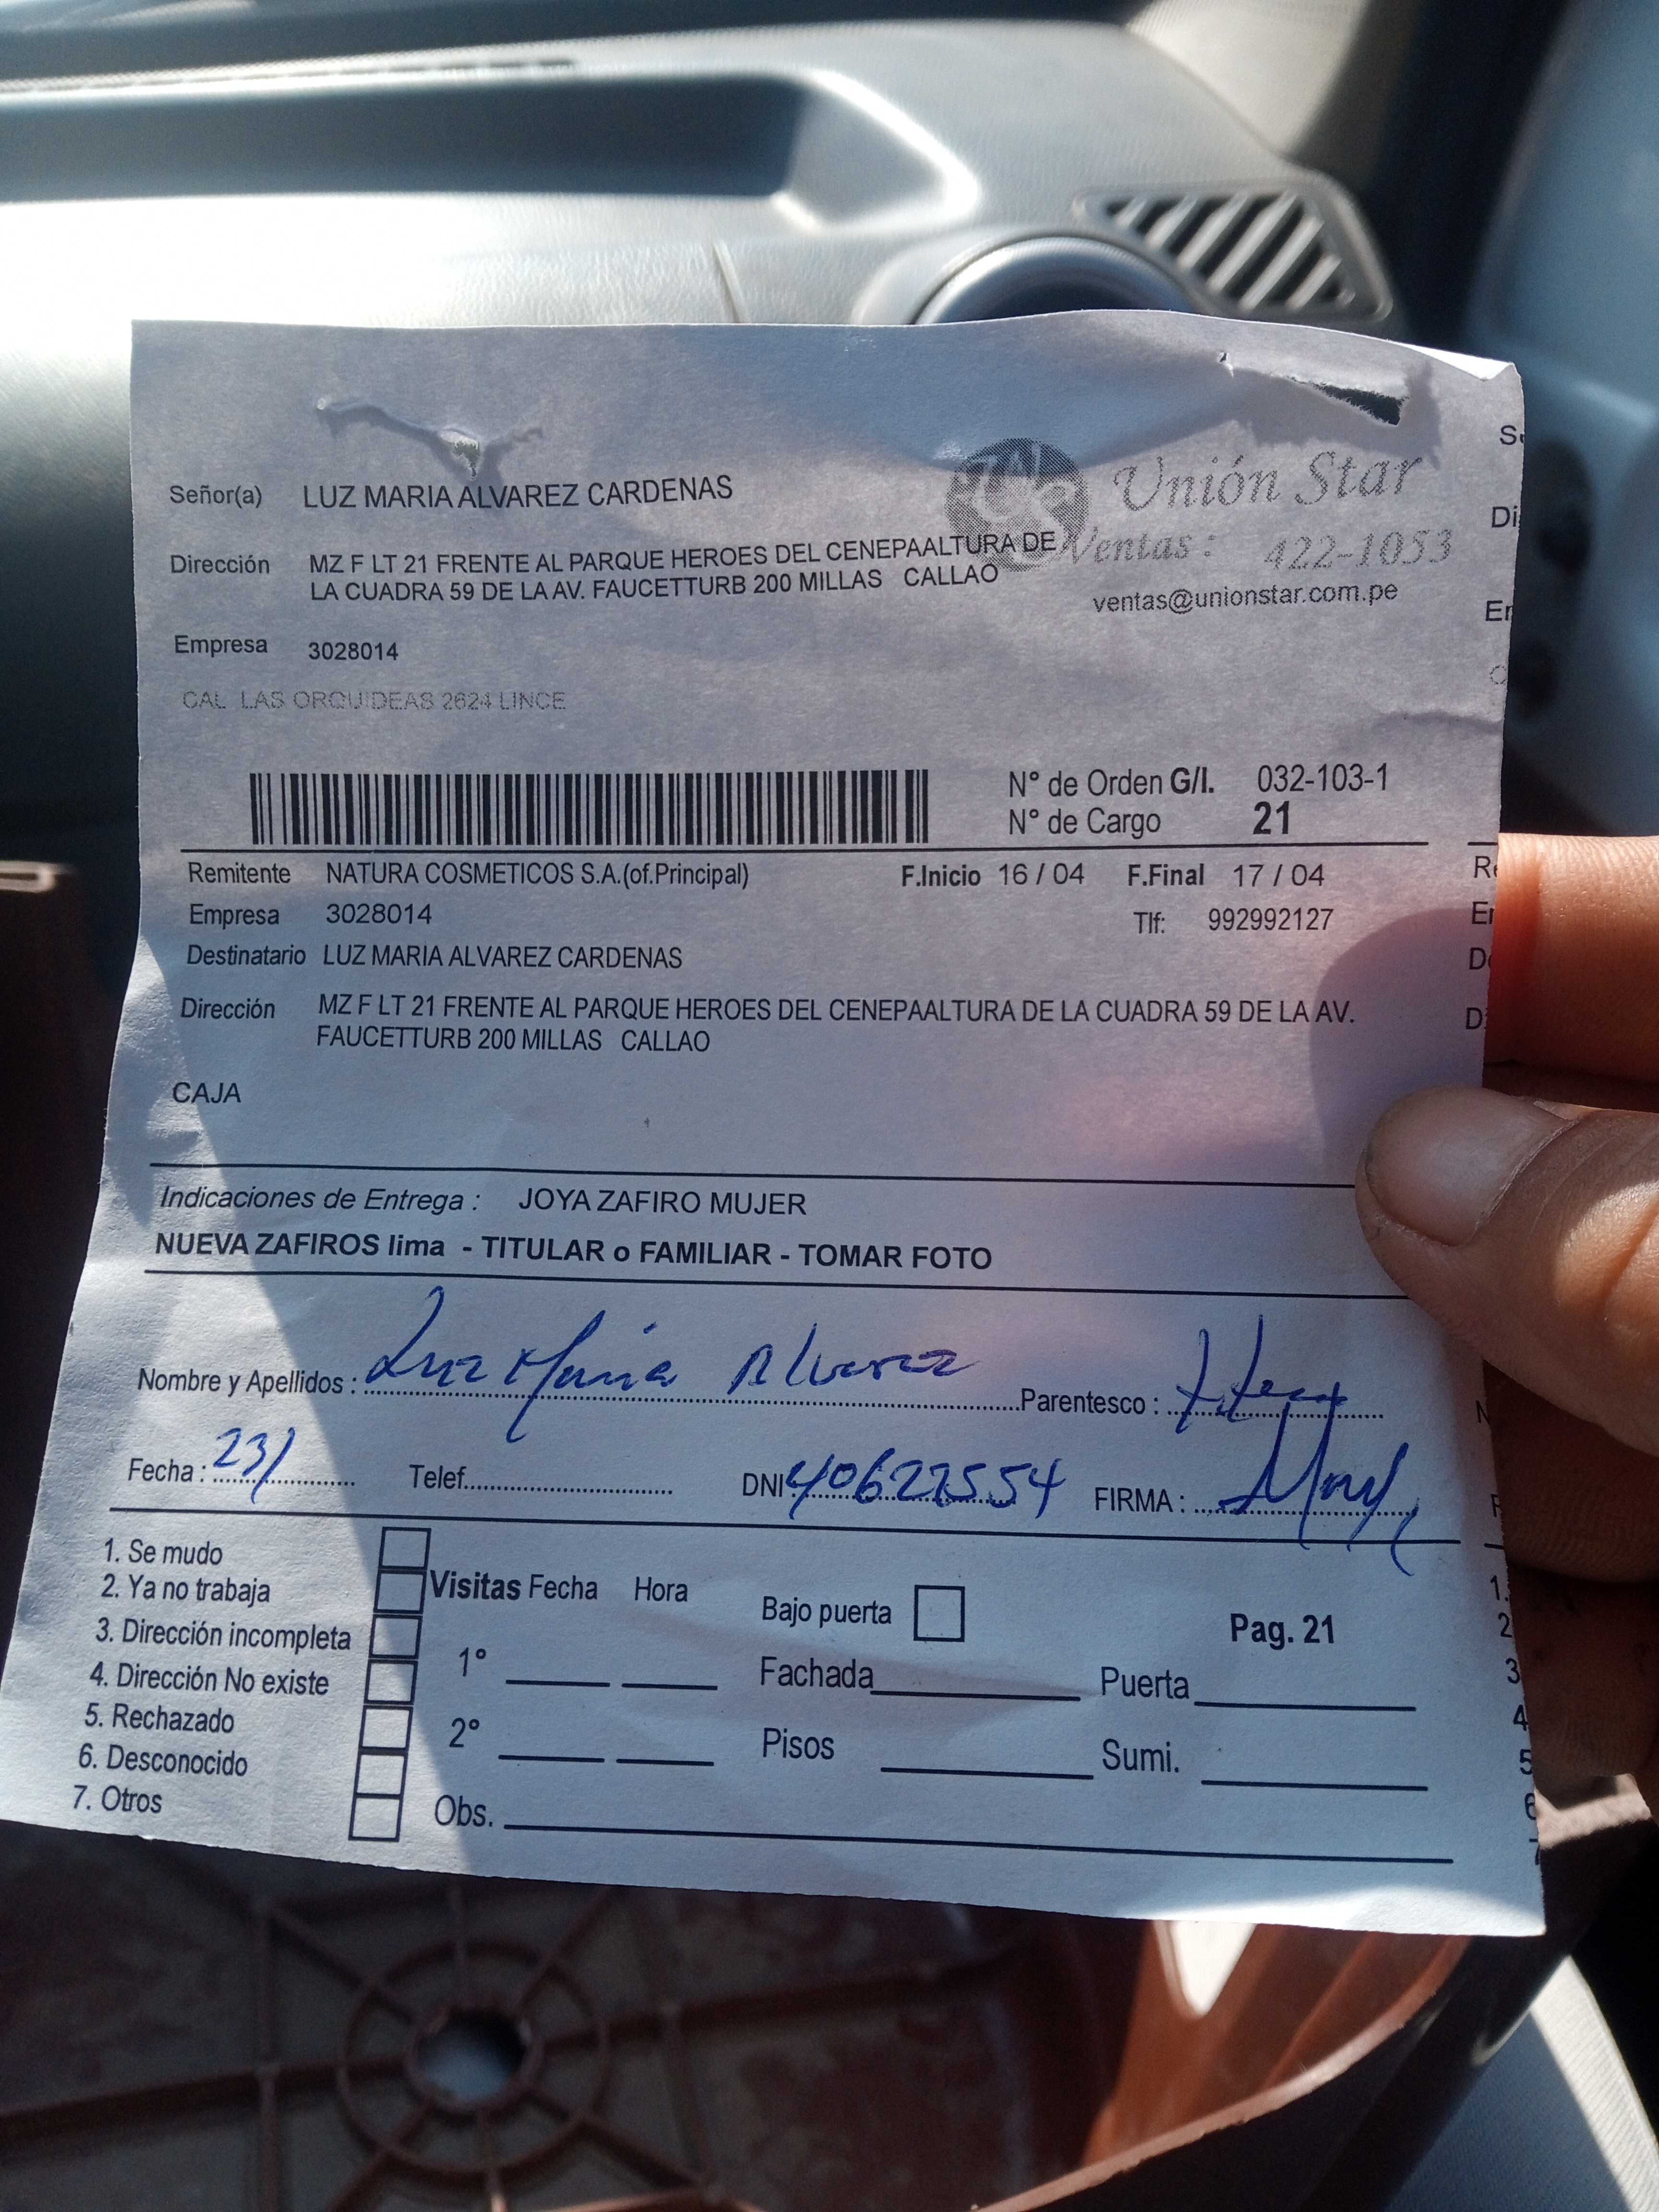 Señor(a) LUZ MARIA ALVAREZ CARDENAS
Unión Star
Dirección MZ F LT 21 FRENTE AL PARQUE HEROES DEL CENEPAALTURA DE
LA CUADRA 59 DE LA AV. FAUCETTURB 200 MILLAS CALLAO
Ventas : 422-1053
ventas@unionstar.com.pe
Empresa 3028014
CAL LAS ORQUIDEAS 2624 LINCE
N° de Orden G/I. 032-103-1
N° de Cargo 21
Remitente NATURA COSMETICOS S.A.(of.Principal) F.Inicio 16 / 04 F.Final 17 / 04
Empresa 3028014 Tlf: 992992127
Destinatario LUZ MARIA ALVAREZ CARDENAS
Dirección MZ F LT 21 FRENTE AL PARQUE HEROES DEL CENEPAALTURA DE LA CUADRA 59 DE LA AV.
FAUCETTURB 200 MILLAS CALLAO
CAJA
Indicaciones de Entrega : JOYA ZAFIRO MUJER
NUEVA ZAFIROS lima - TITULAR o FAMILIAR - TOMAR FOTO
Nombre y Apellidos : Luz Maria Alvarez Parentesco :
Fecha : 23/ Telef. DNI 40627554 FIRMA :
1. Se mudo
2. Ya no trabaja
3. Dirección incompleta
4. Dirección No existe
5. Rechazado
6. Desconocido
7. Otros
Visitas Fecha Hora
1°
2°
Obs.
Bajo puerta
Pag. 21
Fachada Puerta
Pisos Sumi.